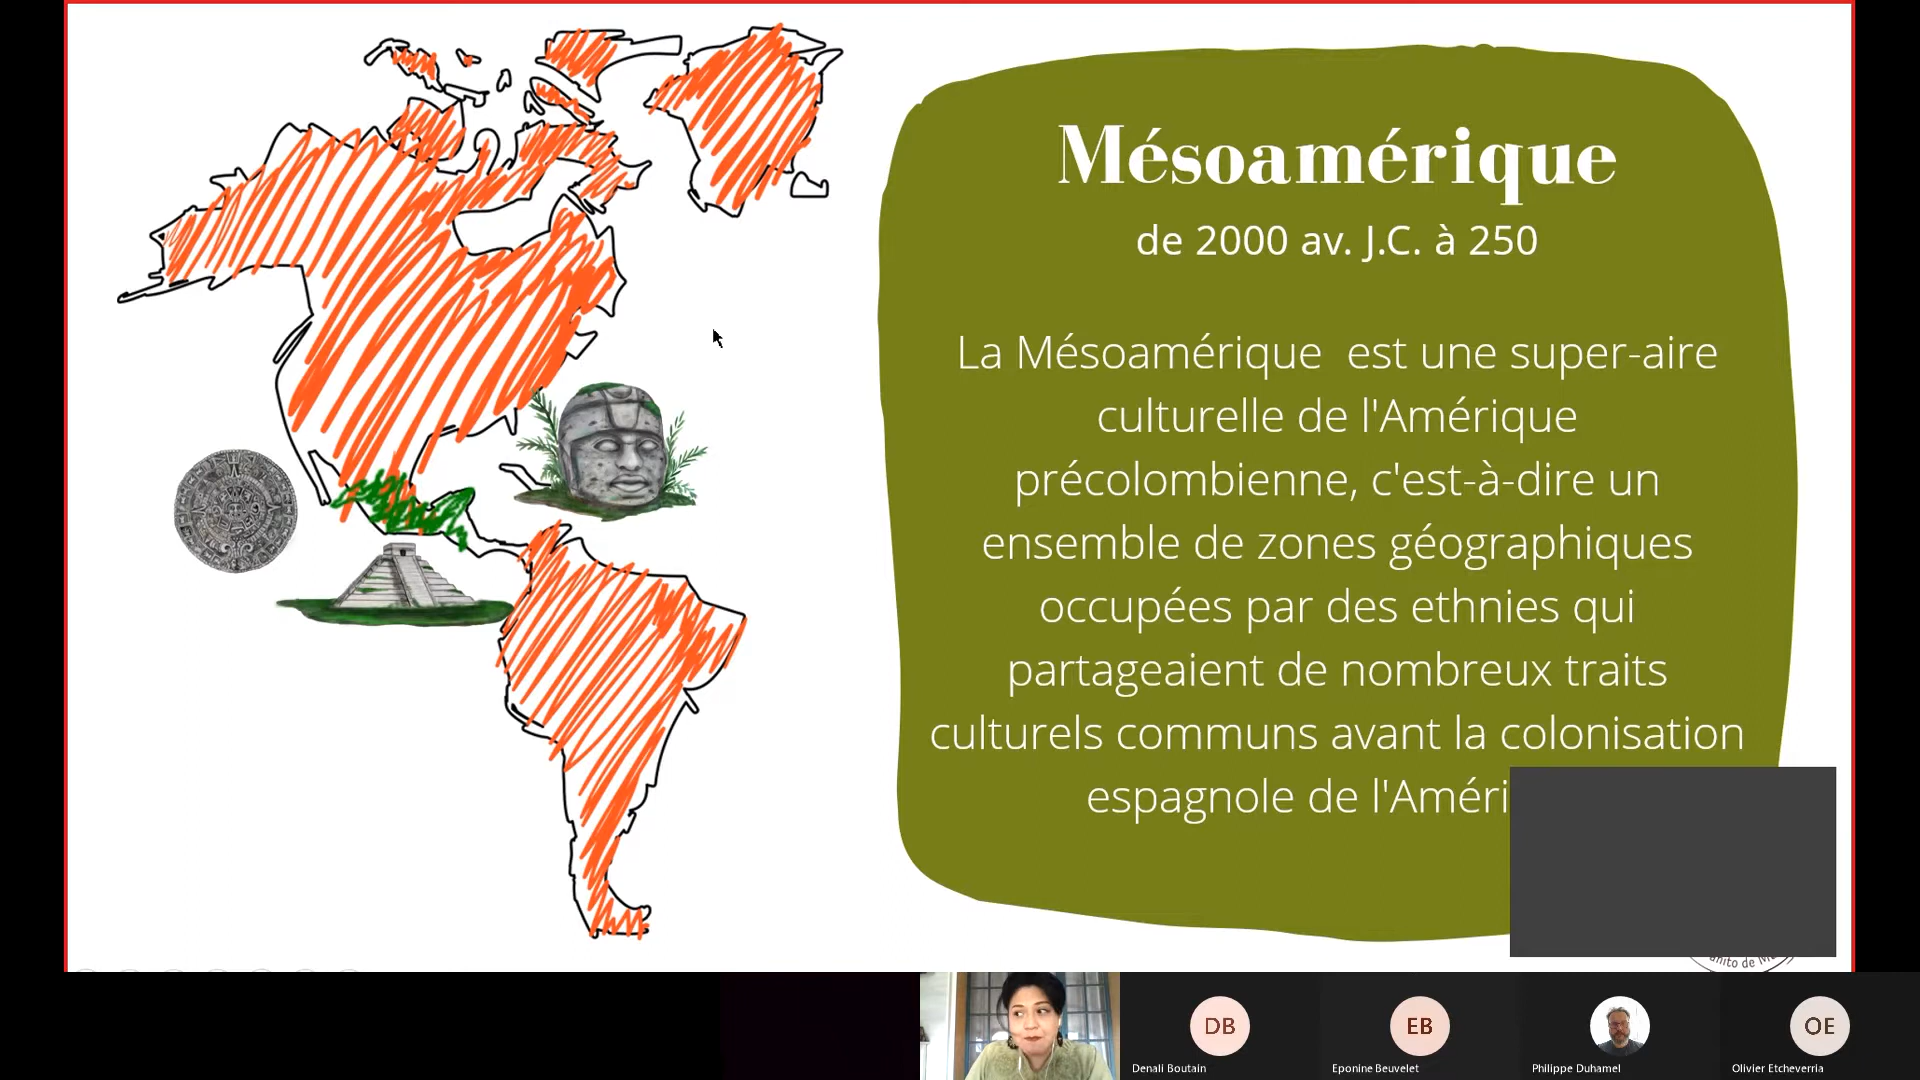 Mésoamérique
de 2000 av. J.C. à 250
La Mésoamérique est une super-aire
culturelle de l'Amérique
précolombienne, c'est-à-dire un
ensemble de zones géographiques
occupées par des ethnies qui
partageaient de nombreux traits
culturels communs avant la colonisation
espagnole de l'Améri
de
DB
EB
OE
Denali Boutain
Eponine Beuvelet
Philippe Duhamel
Olivier Etcheverria